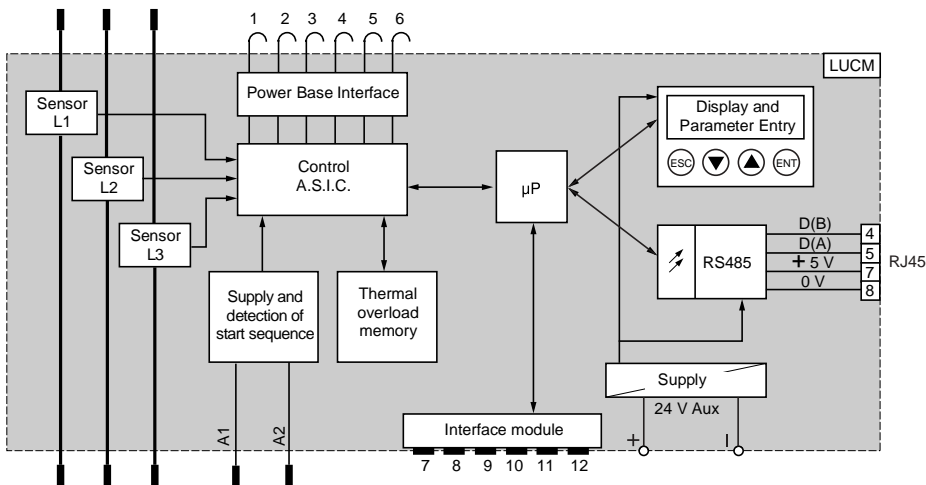 1 2 3 4 5 6
LUCM
Sensor
L1
Power Base Interface
Display and
Parameter Entry
ESC
ENT
Sensor
L2
Control
A.S.I.C.
µP
Sensor
L3
D(B)
4
D(A)
5
RS485
+ 5 V
7
RJ45
0 V
8
Supply and
detection of
start sequence
Thermal
overload
memory
Supply
24 V Aux
A1
A2
Interface module
+
–
7 8 9 10 11 12